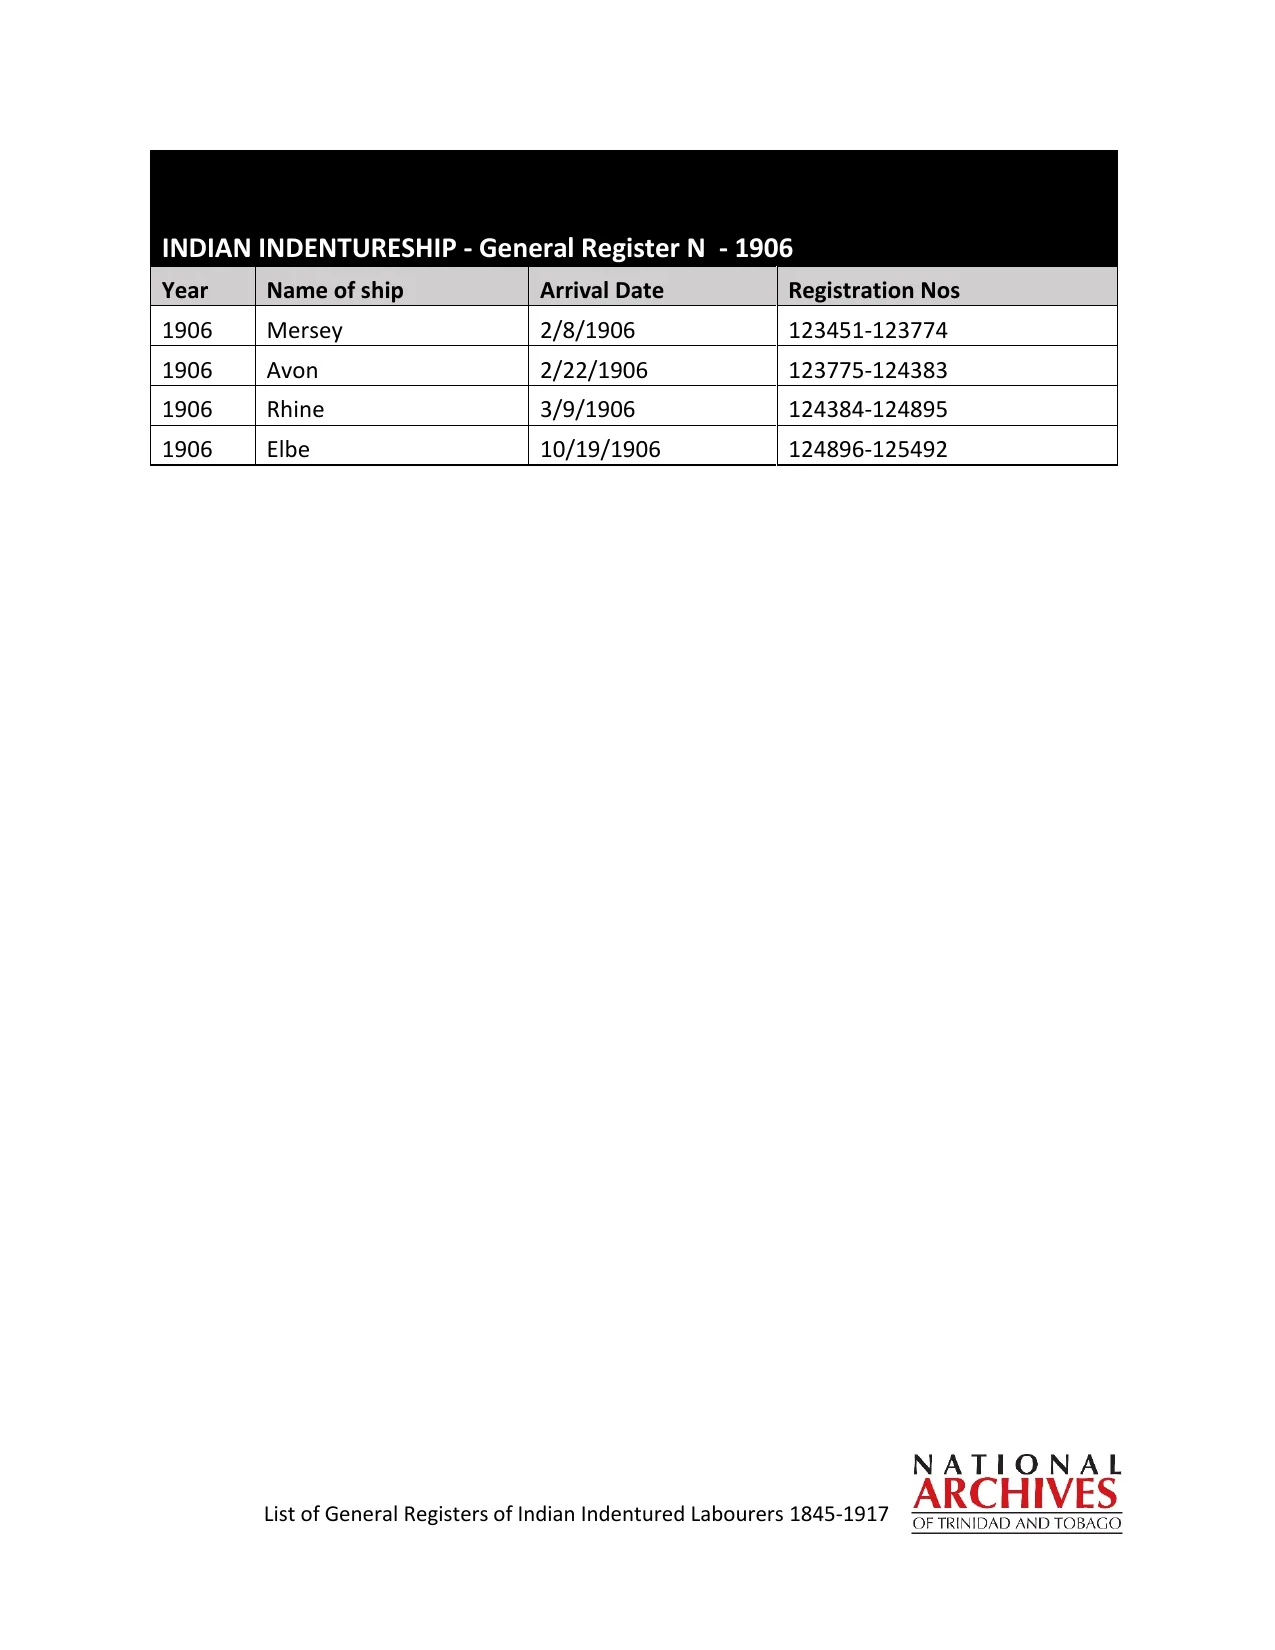 INDIAN INDENTURESHIP - General Register N  - 1906
Year Name of ship Arrival Date Registration Nos
1906 Mersey 2/8/1906 123451-123774
1906 Avon 2/22/1906 123775-124383
1906 Rhine 3/9/1906 124384-124895
1906 Elbe 10/19/1906 124896-125492
List of General Registers of Indian Indentured Labourers 1845-1917
NATIONAL
ARCHIVES
OF TRINIDAD AND TOBAGO